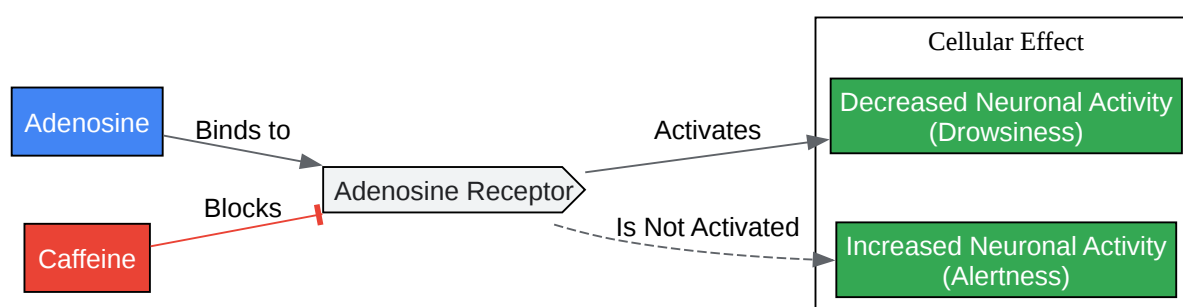 Cellular Effect
Adenosine
Binds to
Activates
Decreased Neuronal Activity
(Drowsiness)
Adenosine Receptor
Caffeine
Blocks
Is Not Activated
Increased Neuronal Activity
(Alertness)